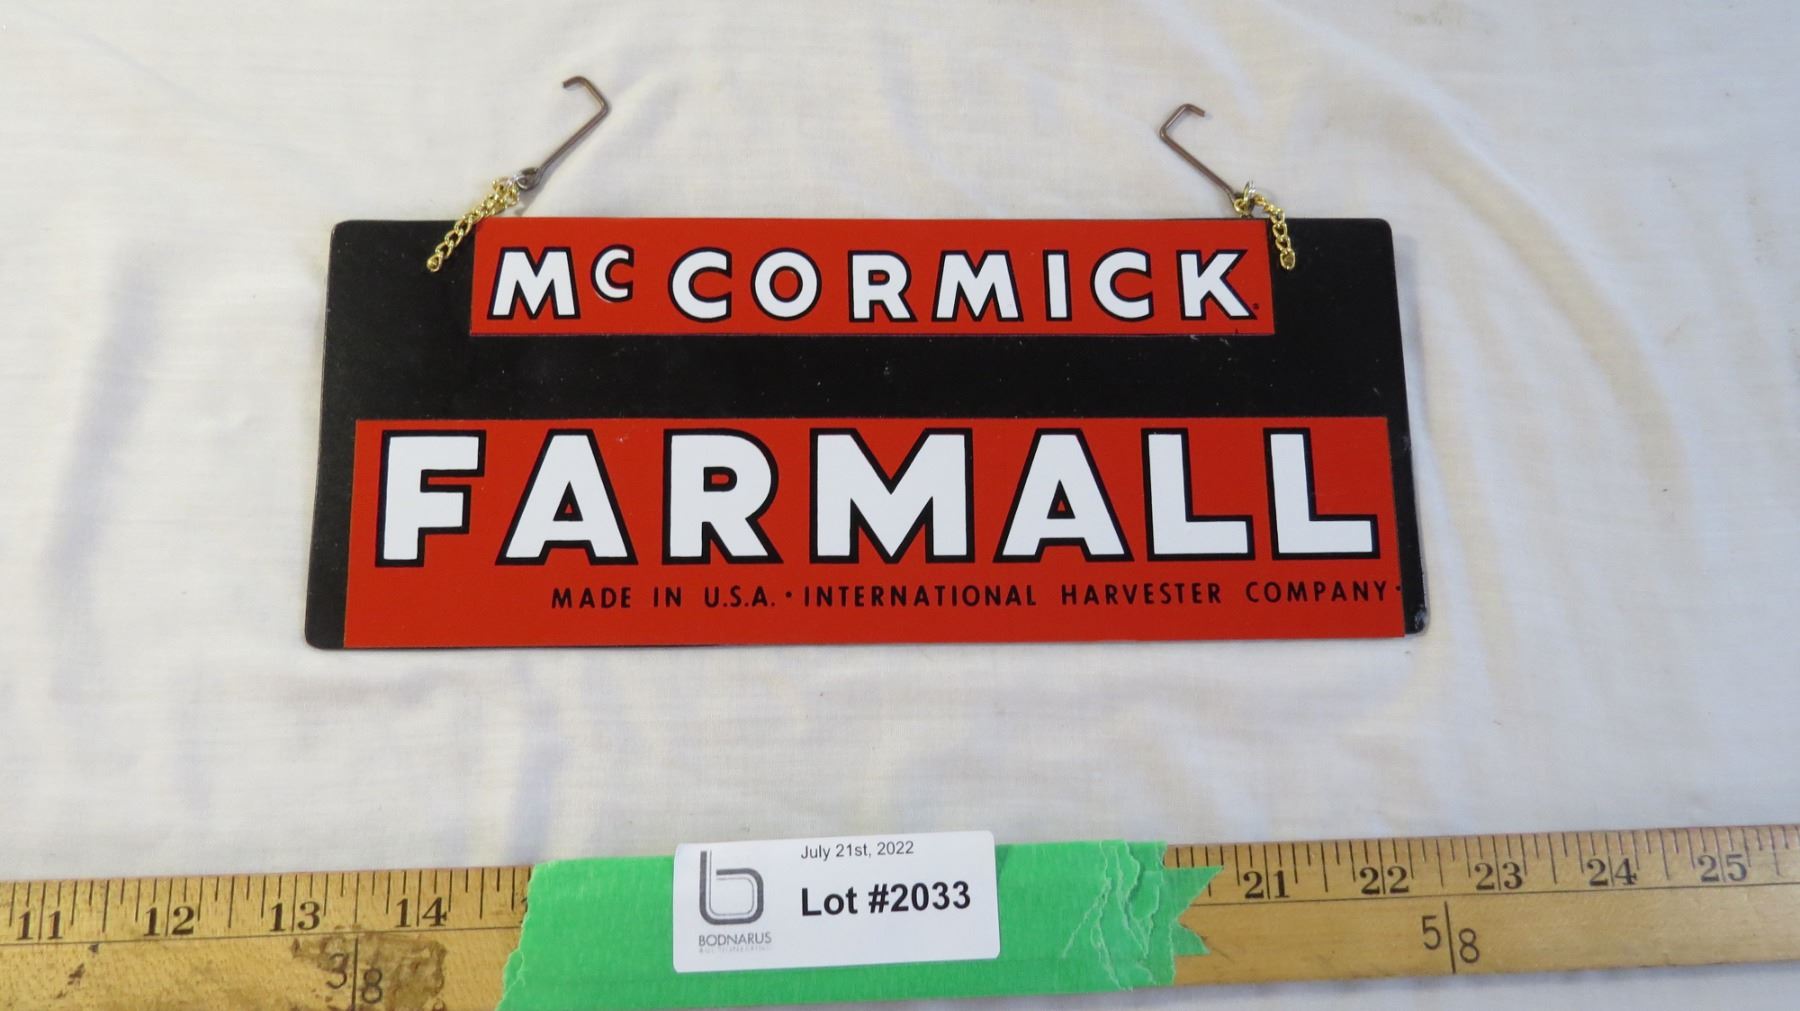 McCORMICK
FARMALL
MADE IN U.S.A. • INTERNATIONAL HARVESTER COMPANY •
July 21st, 2022
Lot #2033
BODNARUS
AUCTIONEERING
11 12 13 14 21 22 23 24 25
3|8 5|8